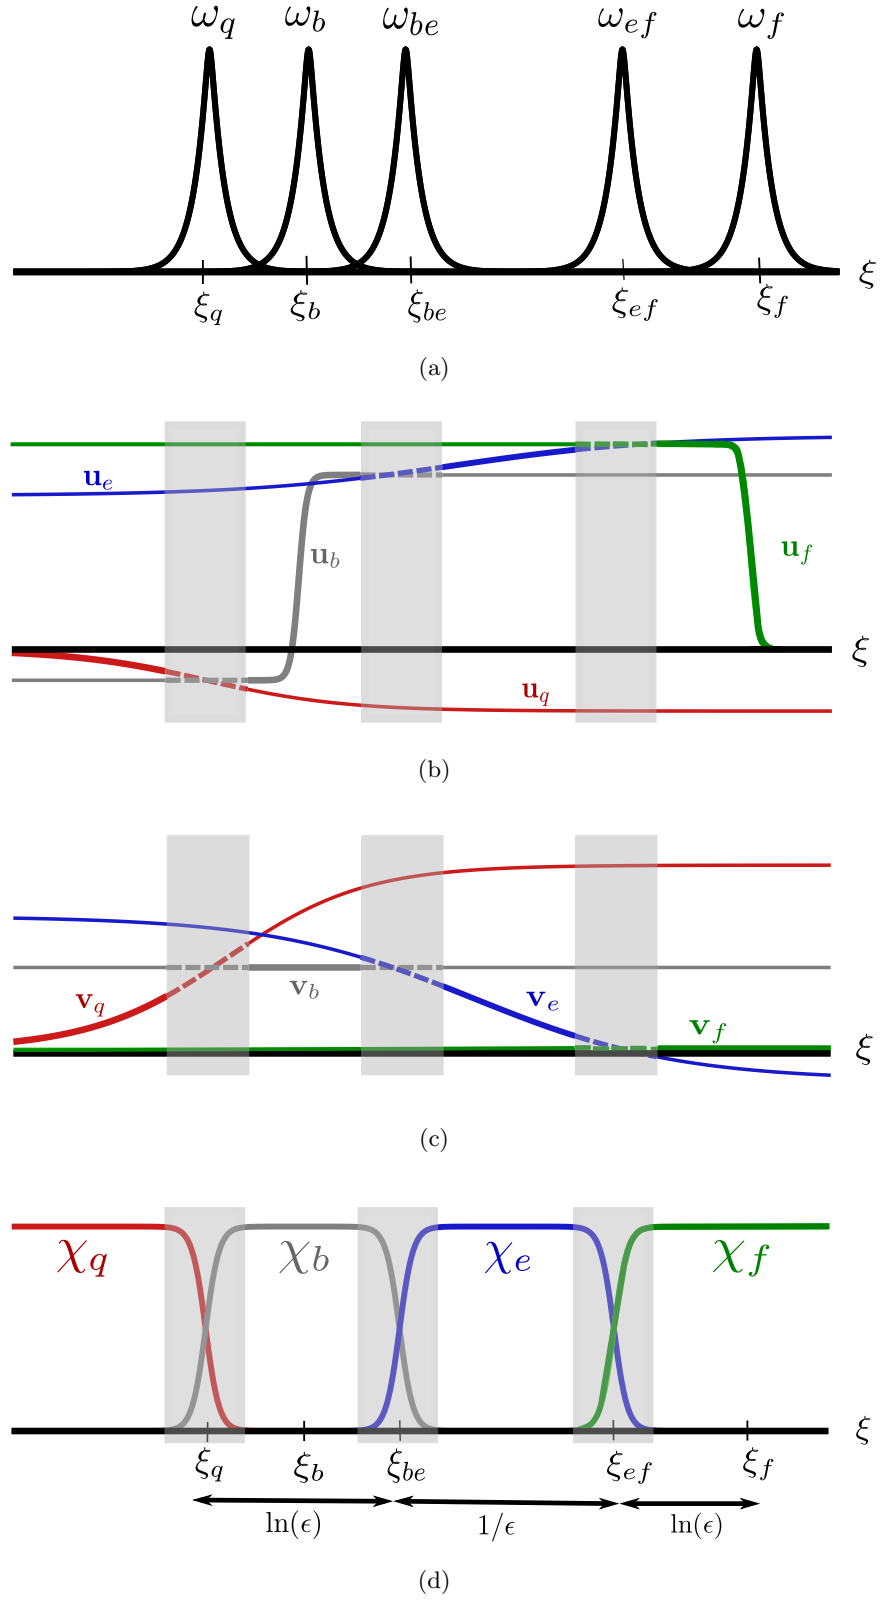 ω_q ω_b ω_be ω_ef ω_f
ξ
ξ_q ξ_b ξ_be ξ_ef ξ_f
(a)
u_e
u_b
u_f
ξ
u_q
(b)
v_q
v_b
v_e
v_f
ξ
(c)
χ_q χ_b χ_e χ_f
ξ
ξ_q ξ_b ξ_be ξ_ef ξ_f
ln(ϵ) 1/ϵ ln(ϵ)
(d)